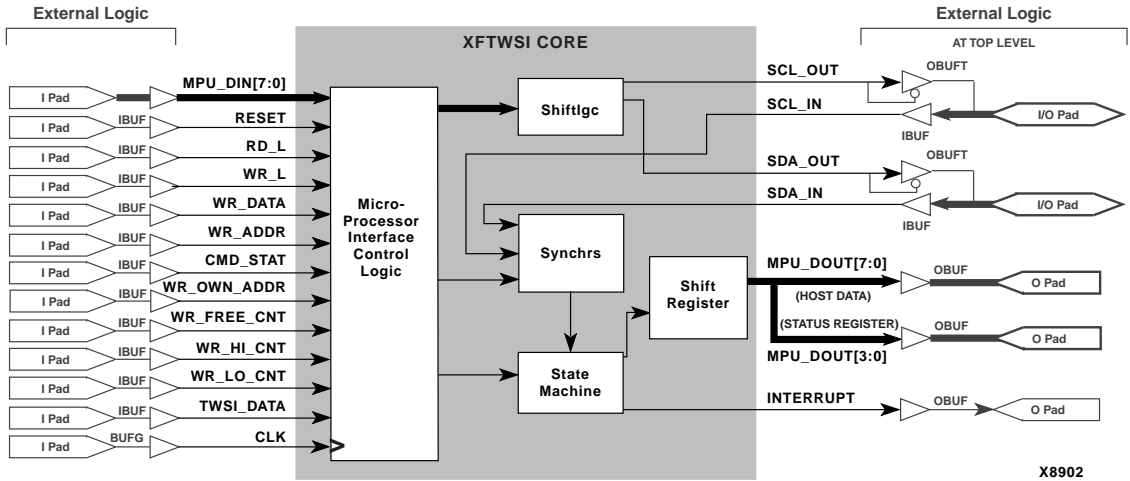 External Logic
External Logic
XFTWSI CORE
AT TOP LEVEL
I Pad
MPU_DIN[7:0]
I Pad
IBUF
RESET
I Pad
IBUF
RD_L
I Pad
IBUF
WR_L
I Pad
IBUF
WR_DATA
I Pad
IBUF
WR_ADDR
I Pad
IBUF
CMD_STAT
I Pad
IBUF
WR_OWN_ADDR
I Pad
IBUF
WR_FREE_CNT
I Pad
IBUF
WR_HI_CNT
I Pad
IBUF
WR_LO_CNT
I Pad
IBUF
TWSI_DATA
I Pad
BUFG
CLK
Micro-
Processor
Interface
Control
Logic
Shiftlgc
Synchrs
State
Machine
Shift
Register
SCL_OUT
OBUFT
SCL_IN
IBUF
I/O Pad
SDA_OUT
OBUFT
SDA_IN
IBUF
I/O Pad
MPU_DOUT[7:0]
(HOST DATA)
OBUF
O Pad
(STATUS REGISTER)
MPU_DOUT[3:0]
OBUF
O Pad
INTERRUPT
OBUF
O Pad
X8902